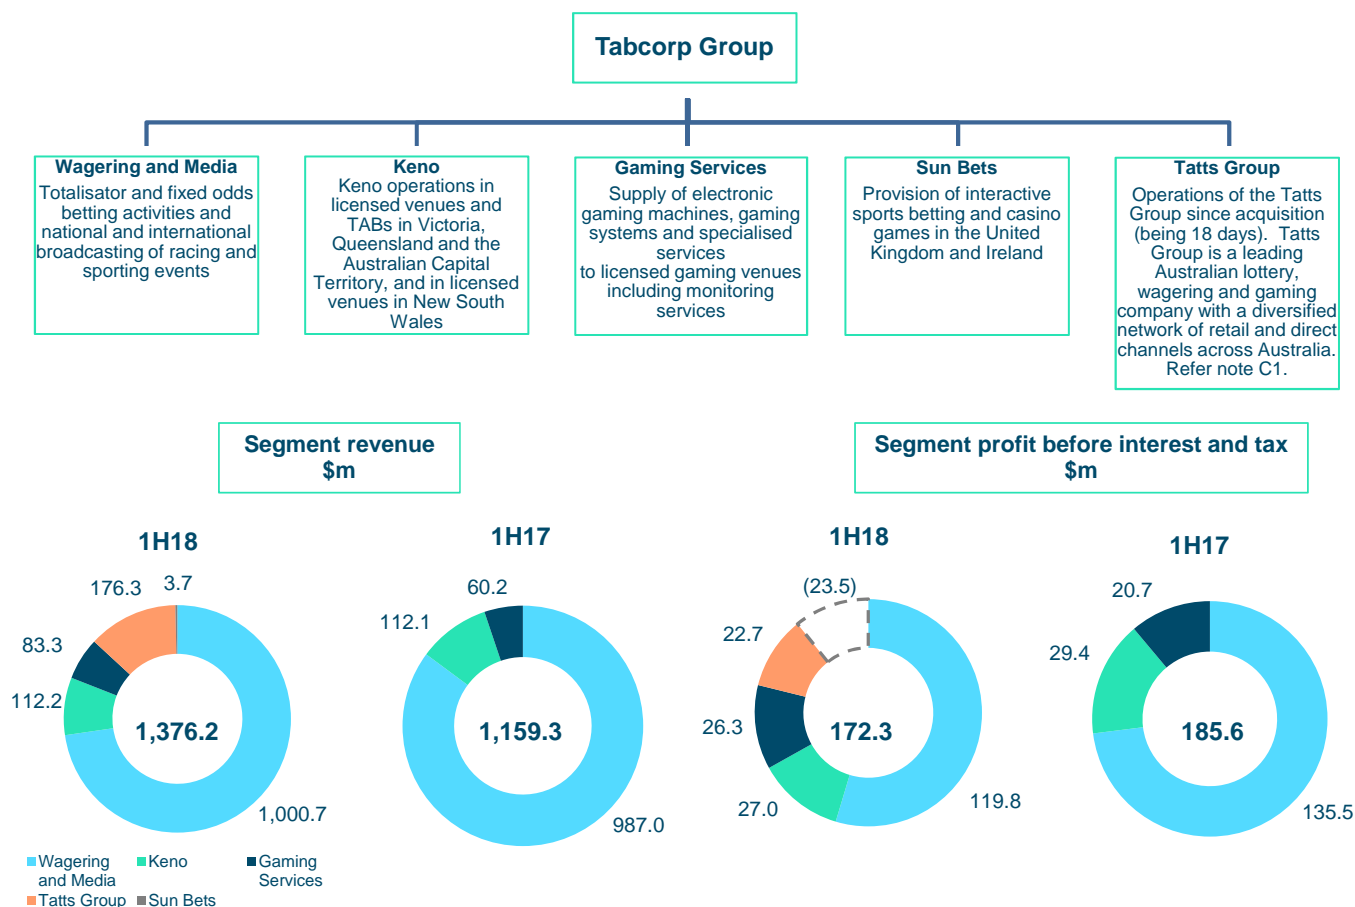 Tabcorp Group
Wagering and Media
Totalisator and fixed odds
betting activities and
national and international
broadcasting of racing and
sporting events
Keno
Keno operations in
licensed venues and
TABs in Victoria,
Queensland and the
Australian Capital
Territory, and in licensed
venues in New South
Wales
Gaming Services
Supply of electronic
gaming machines, gaming
systems and specialised
services
to licensed gaming venues
including monitoring
services
Sun Bets
Provision of interactive
sports betting and casino
games in the United
Kingdom and Ireland
Tatts Group
Operations of the Tatts
Group since acquisition
(being 18 days). Tatts
Group is a leading
Australian lottery,
wagering and gaming
company with a diversified
network of retail and direct
channels across Australia.
Refer note C1.
Segment revenue
$m
1H18
176.3
3.7
83.3
112.2
1,376.2
1,000.7
1H17
60.2
112.1
1,159.3
987.0
Segment profit before interest and tax
$m
1H18
(23.5)
22.7
26.3
27.0
172.3
119.8
1H17
20.7
29.4
185.6
135.5
Wagering
and Media
Keno
Gaming
Services
Tatts Group
Sun Bets